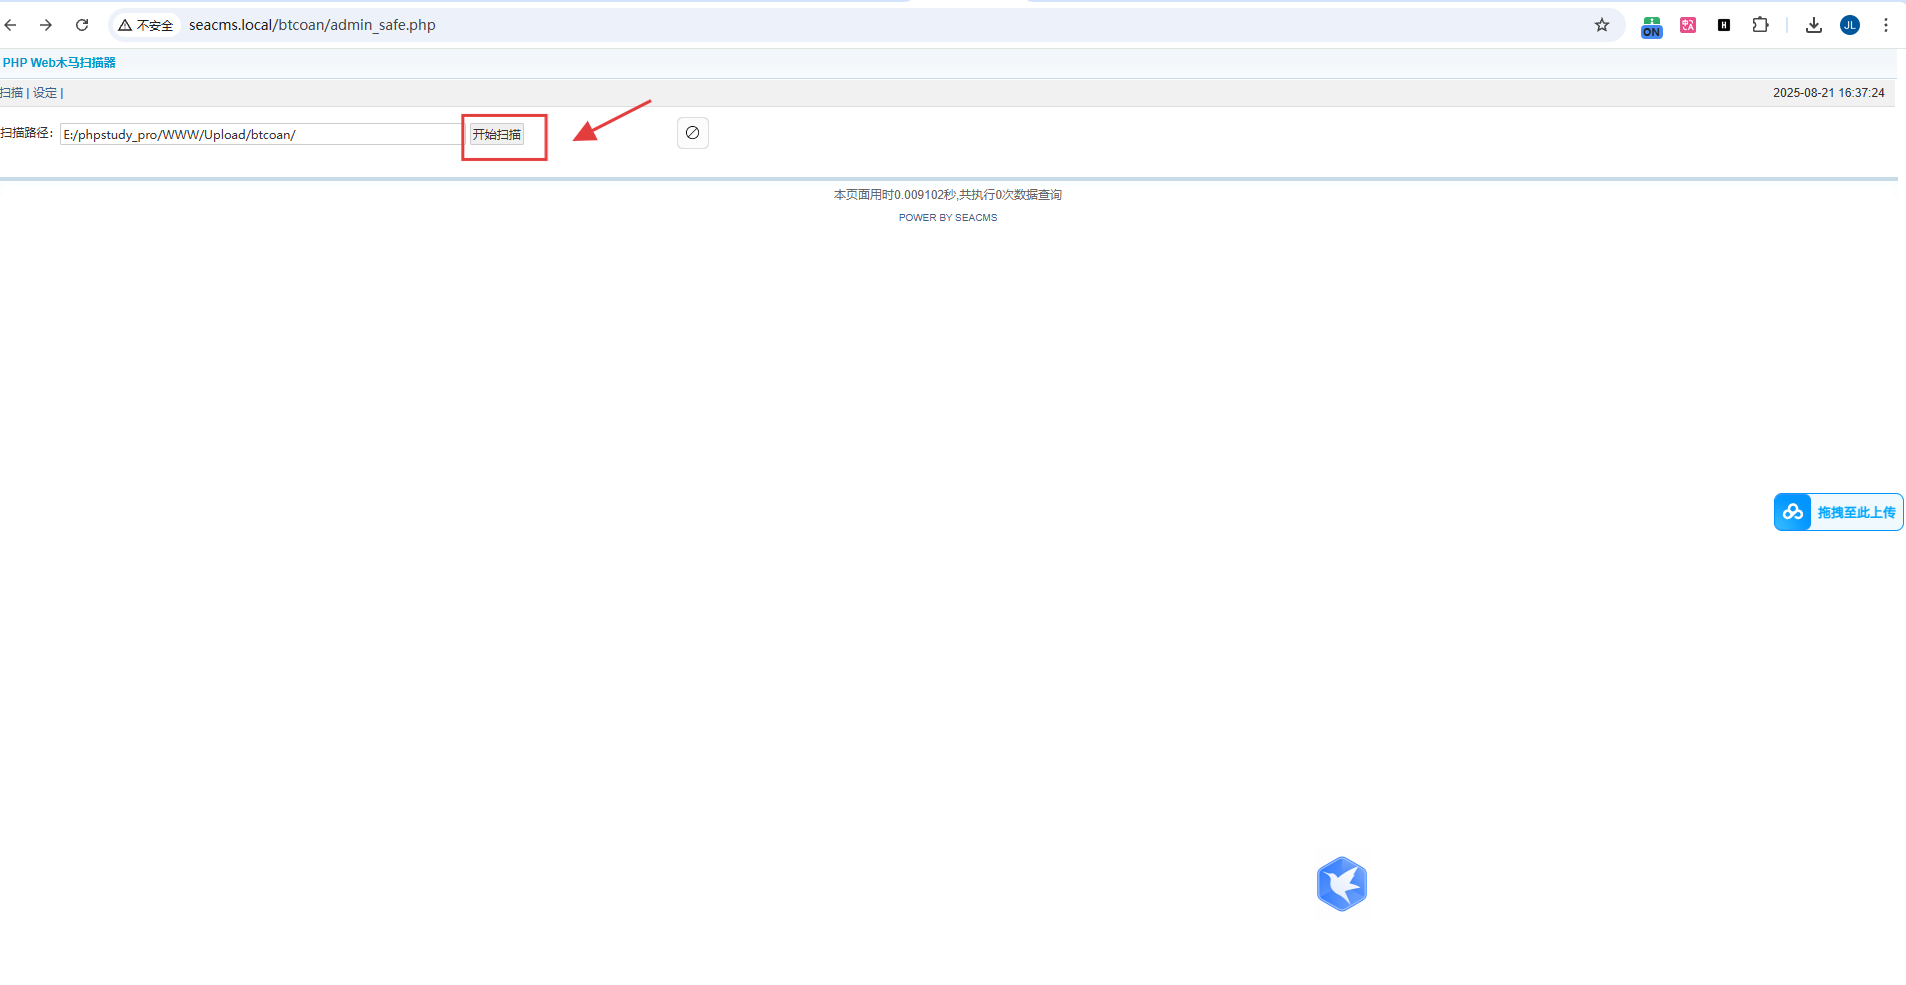 不安全 seacms.local/btcoan/admin_safe.php
ON
中A
H
JL
PHP Web木马扫描器
扫描 | 设定 |
2025-08-21 16:37:24
扫描路径: E:/phpstudy_pro/WWW/Upload/btcoan/ 开始扫描
本页面用时0.009102秒,共执行0次数据查询
POWER BY SEACMS
拖拽至此上传